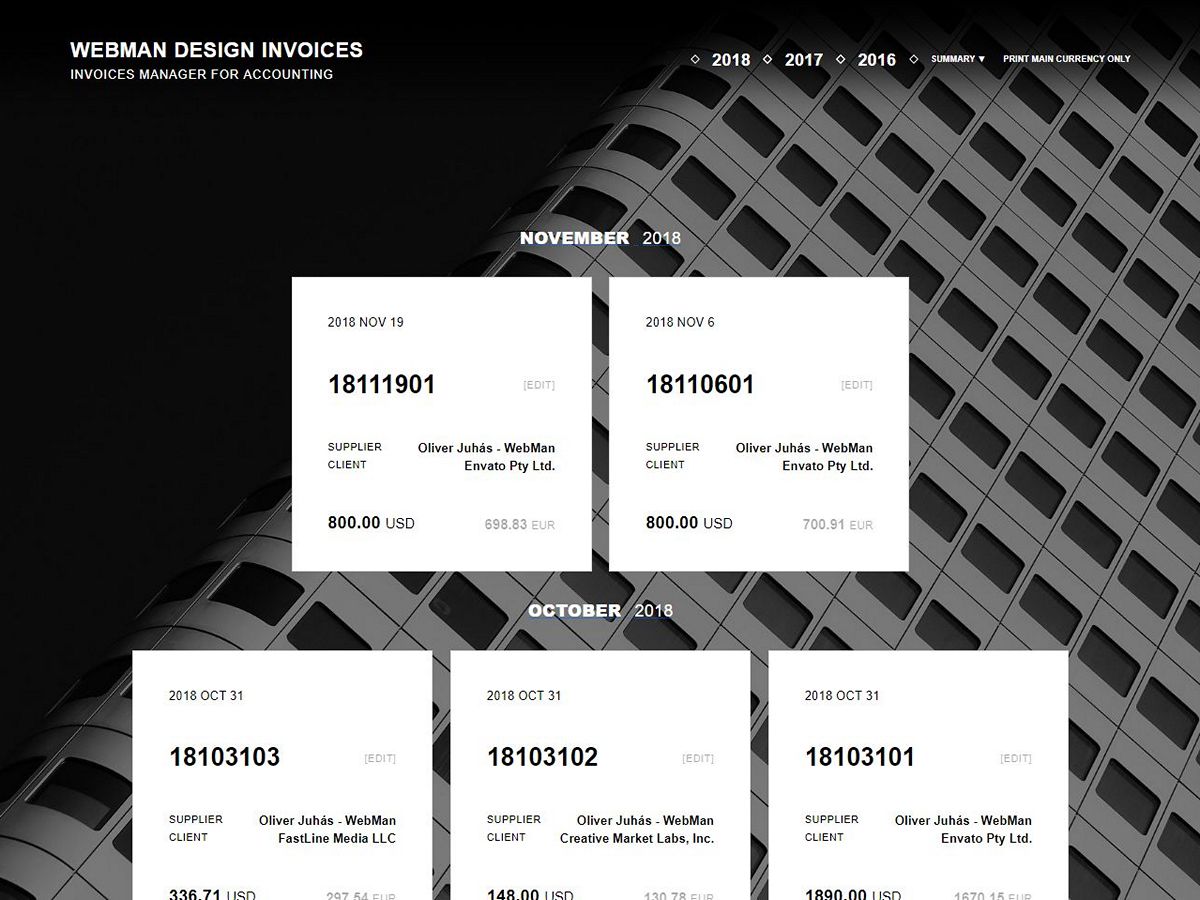 WEBMAN DESIGN INVOICES
INVOICES MANAGER FOR ACCOUNTING
◇ 2018 ◇ 2017 ◇ 2016 ◇ SUMMARY ▼ PRINT MAIN CURRENCY ONLY
NOVEMBER 2018
2018 NOV 19
18111901 [EDIT]
SUPPLIER Oliver Juhás - WebMan
CLIENT Envato Pty Ltd.
800.00 USD 698.83 EUR
2018 NOV 6
18110601 [EDIT]
SUPPLIER Oliver Juhás - WebMan
CLIENT Envato Pty Ltd.
800.00 USD 700.91 EUR
OCTOBER 2018
2018 OCT 31
18103103 [EDIT]
SUPPLIER Oliver Juhás - WebMan
CLIENT FastLine Media LLC
336.71 USD 297.54 EUR
2018 OCT 31
18103102 [EDIT]
SUPPLIER Oliver Juhás - WebMan
CLIENT Creative Market Labs, Inc.
148.00 USD 130.78 EUR
2018 OCT 31
18103101 [EDIT]
SUPPLIER Oliver Juhás - WebMan
CLIENT Envato Pty Ltd.
1890.00 USD 1670.15 EUR